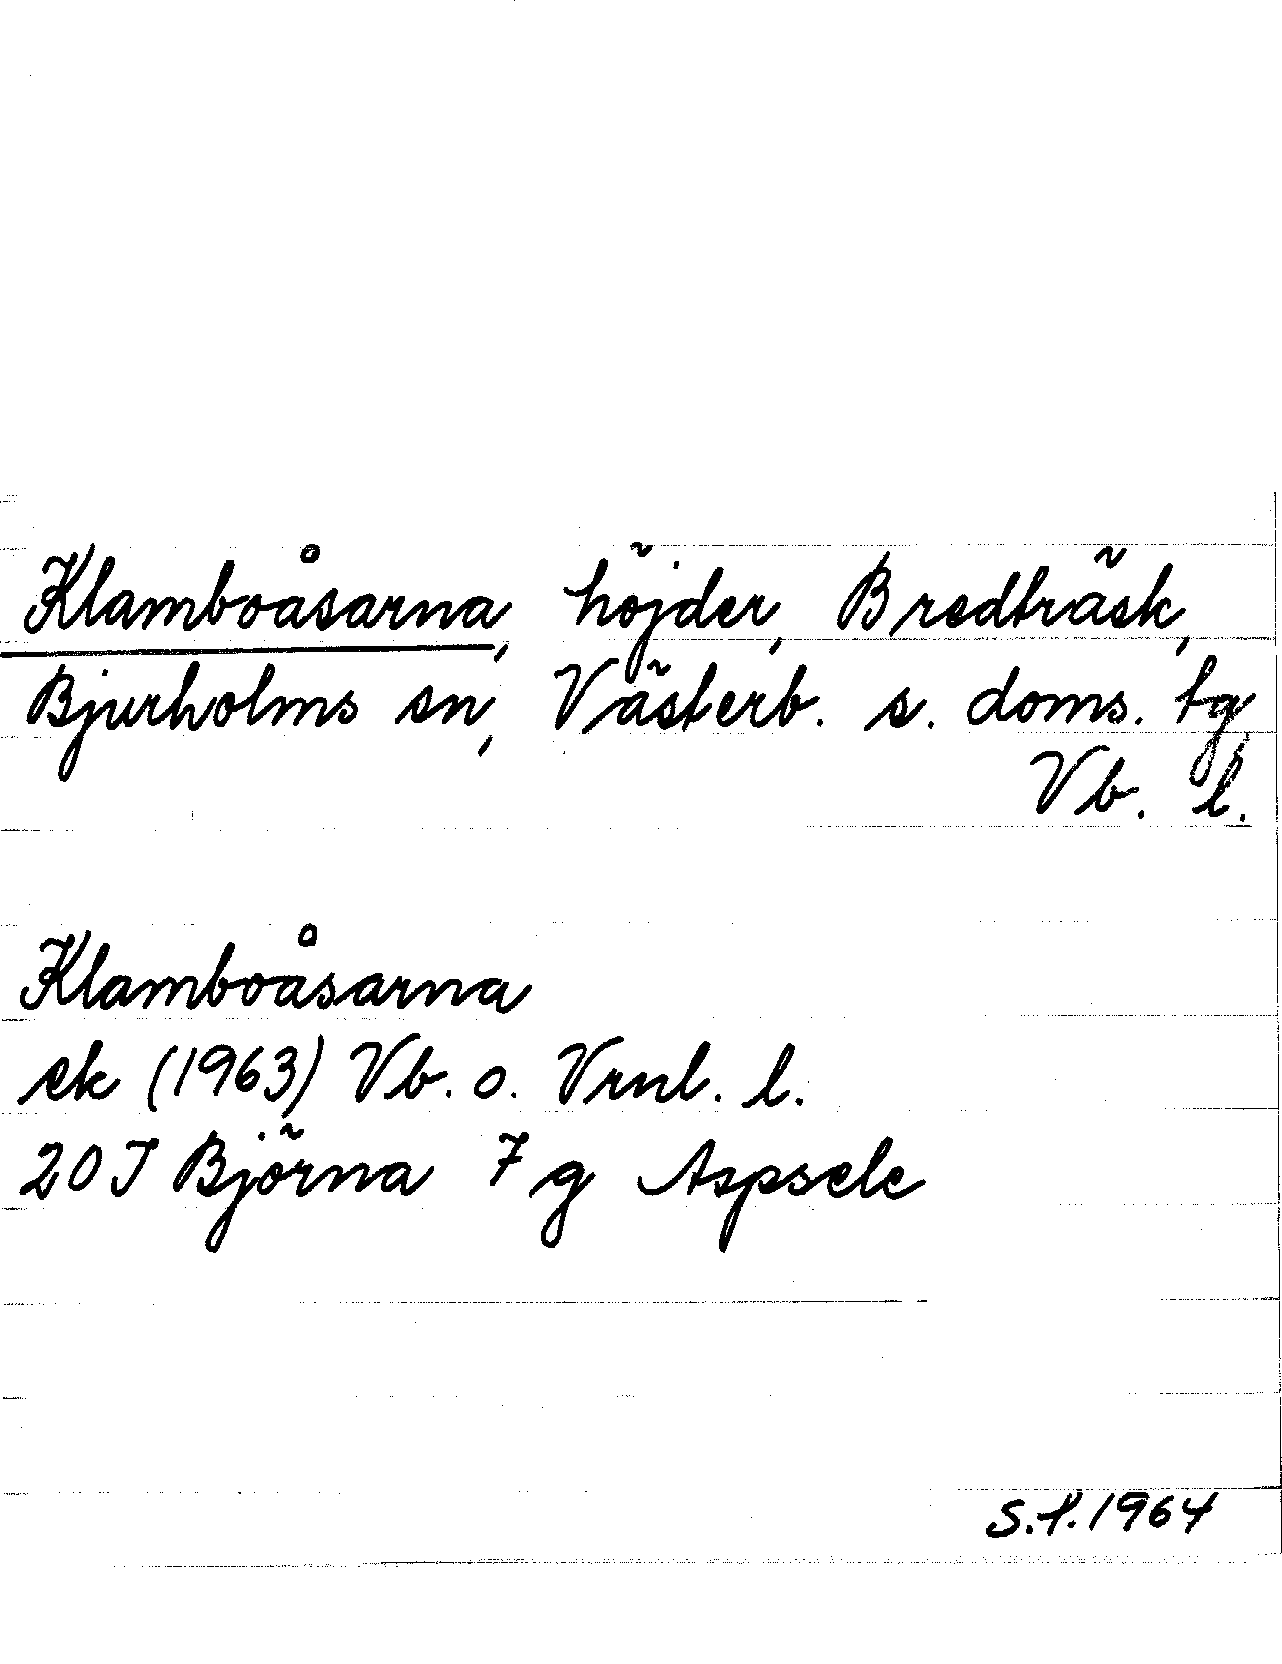 Klamboåsarna, höjder, Bredträsk,
Bjurholms sn, Västerb. s. doms. tg,
Vb. l.
Klamboåsarna
ek (1963) Vb. o. Vrnl. l.
20 J Björna 7 g Aspsele
S.P. 1964